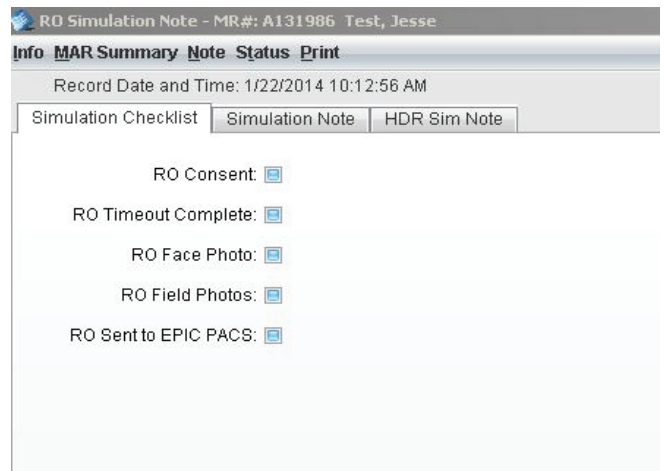 RO Simulation Note - MR#: A131986 Test, Jesse
Info MAR Summary Note Status Print
Record Date and Time: 1/22/2014 10:12:56 AM
Simulation Checklist Simulation Note HDR Sim Note
RO Consent:
RO Timeout Complete:
RO Face Photo:
RO Field Photos:
RO Sent to EPIC PACS: